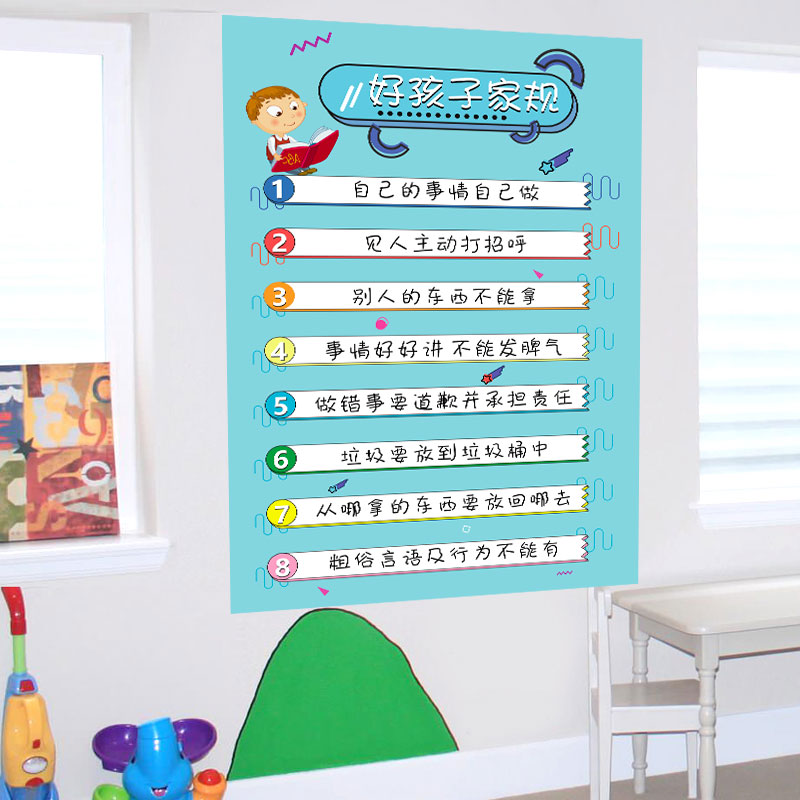 好孩子家规
ABC
1 自己的事情自己做
2 见人主动打招呼
3 别人的东西不能拿
4 事情好好讲 不能发脾气
5 做错事要道歉并承担责任
6 垃圾要放到垃圾桶中
7 从哪拿的东西要放回哪去
8 粗俗言语及行为不能有